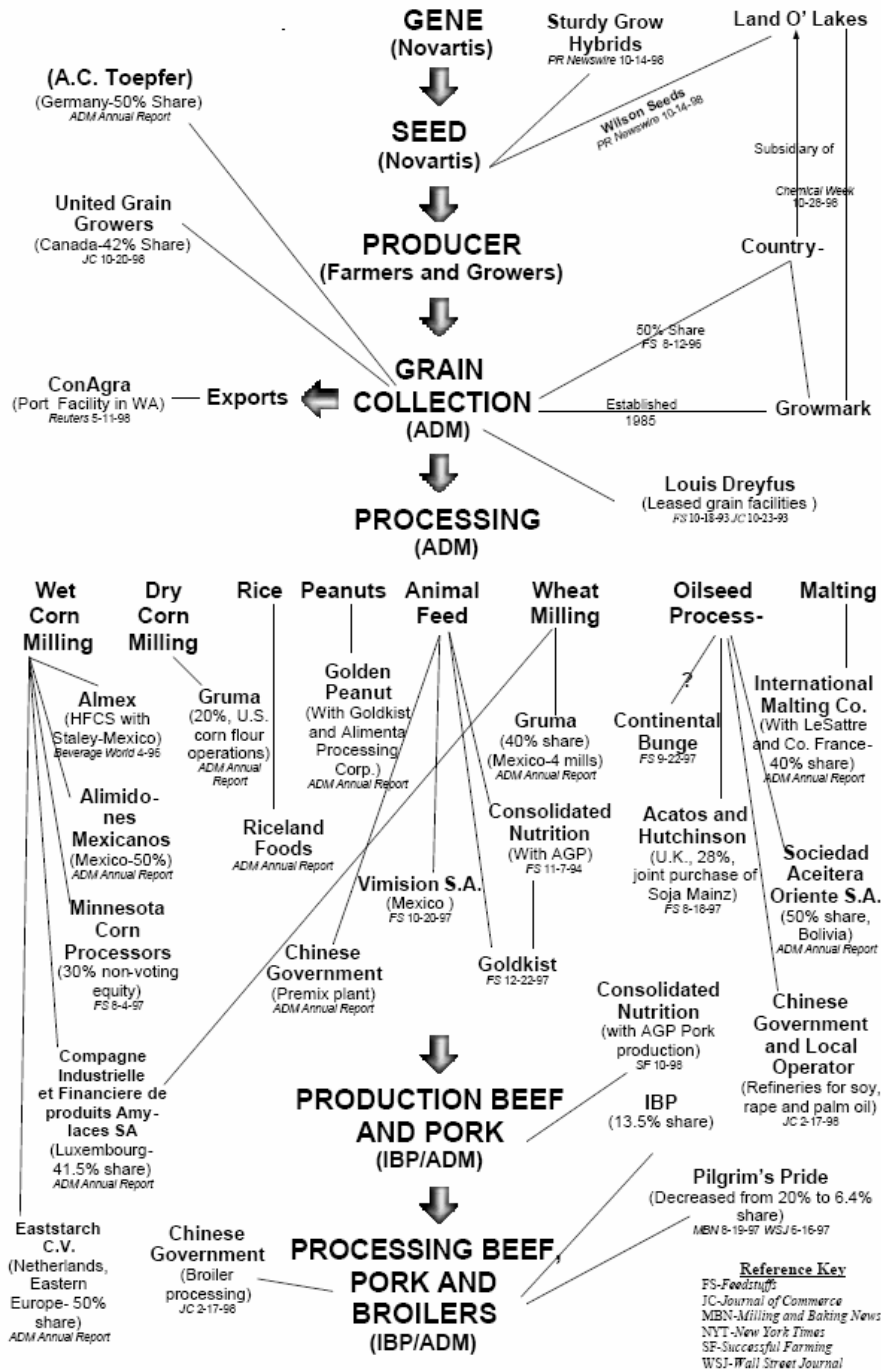 GENE
(Novartis)
Sturdy Grow
Hybrids
PR Newswire 10-14-98
Land O' Lakes
(A.C. Toepfer)
(Germany-50% Share)
ADM Annual Report
Wilson Seeds
PR Newswire 10-14-98
SEED
(Novartis)
Subsidiary of
Chemical Week
10-28-98
United Grain
Growers
(Canada-42% Share)
JC 10-20-98
PRODUCER
(Farmers and Growers)
Country-
50% Share
FS 8-12-96
GRAIN
COLLECTION
(ADM)
ConAgra
(Port Facility in WA)
Reuters 5-11-98
Exports
Established
1985
Growmark
Louis Dreyfus
(Leased grain facilities )
FS 10-18-93 JC 10-23-93
PROCESSING
(ADM)
Wet
Corn
Milling
Dry
Corn
Milling
Rice
Peanuts
Animal
Feed
Wheat
Milling
Oilseed
Process-
Malting
Almex
(HFCS with
Staley-Mexico)
Beverage World 4-96
Gruma
(20%, U.S.
corn flour
operations)
ADM Annual
Report
Golden
Peanut
(With Goldkist
and Alimenta
Processing
Corp.)
ADM Annual Report
Gruma
(40% share)
(Mexico-4 mills)
ADM Annual Report
?
Continental
Bunge
FS 9-22-97
International
Malting Co.
(With LeSattre
and Co. France-
40% share)
ADM Annual Report
Alimido-
nes
Mexicanos
(Mexico-50%)
ADM Annual Report
Riceland
Foods
ADM Annual Report
Consolidated
Nutrition
(With AGP)
FS 11-7-94
Acatos and
Hutchinson
(U.K., 28%,
joint purchase of
Soja Mainz)
FS 8-18-97
Sociedad
Aceitera
Oriente S.A.
(50% share,
Bolivia)
ADM Annual Report
Vimision S.A.
(Mexico )
FS 10-20-97
Minnesota
Corn
Processors
(30% non-voting
equity)
FS 8-4-97
Chinese
Government
(Premix plant)
ADM Annual Report
Goldkist
FS 12-22-97
Consolidated
Nutrition
(with AGP Pork
production)
SF 10-98
Chinese
Government
and Local
Operator
(Refineries for soy,
rape and palm oil)
JC 2-17-98
Compagne
Industrielle
et Financiere de
produits Amy-
laces SA
(Luxembourg-
41.5% share)
ADM Annual Report
PRODUCTION BEEF
AND PORK
(IBP/ADM)
IBP
(13.5% share)
Pilgrim's Pride
(Decreased from 20% to 6.4%
share)
MBN 8-19-97 WSJ 6-16-97
Eaststarch
C.V.
(Netherlands,
Eastern
Europe- 50%
share)
ADM Annual Report
Chinese
Government
(Broiler
processing)
JC 2-17-98
PROCESSING BEEF,
PORK AND
BROILERS
(IBP/ADM)
Reference Key
FS-Feedstuffs
JC-Journal of Commerce
MBN-Milling and Baking News
NYT-New York Times
SF-Successful Farming
WSJ-Wall Street Journal